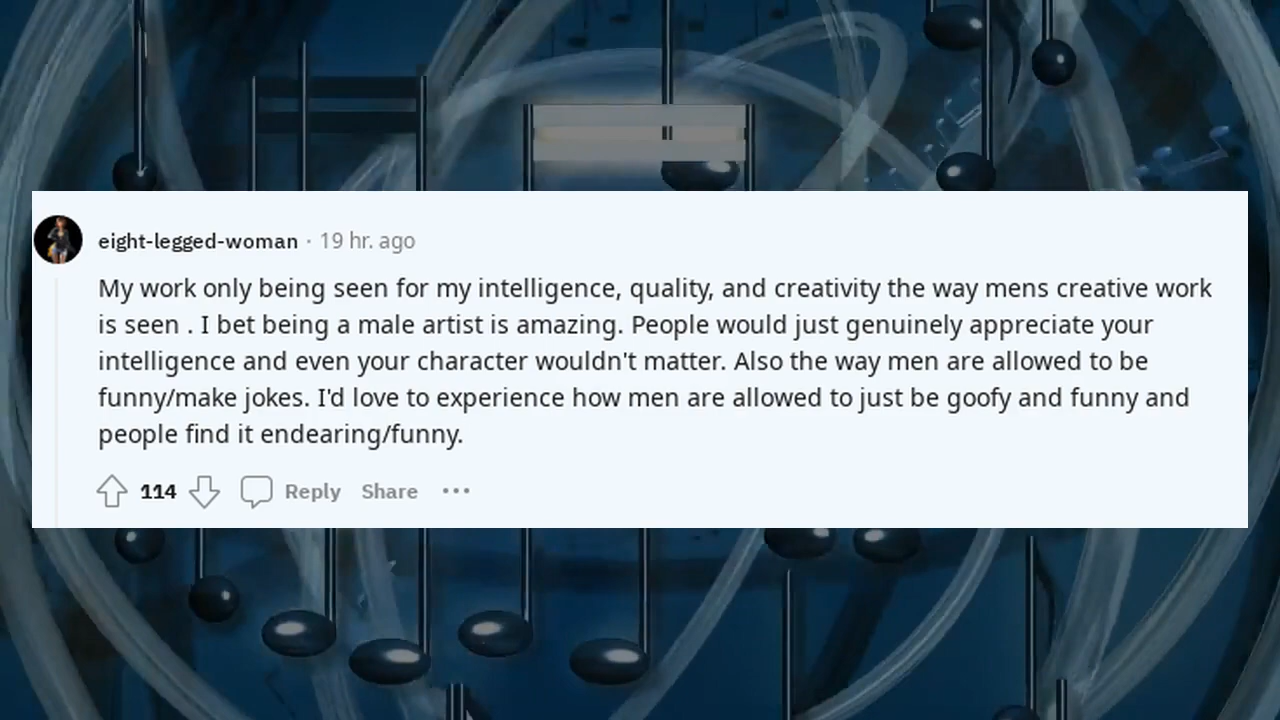 eight-legged-woman · 19 hr. ago
My work only being seen for my intelligence, quality, and creativity the way mens creative work
is seen . I bet being a male artist is amazing. People would just genuinely appreciate your
intelligence and even your character wouldn't matter. Also the way men are allowed to be
funny/make jokes. I'd love to experience how men are allowed to just be goofy and funny and
people find it endearing/funny.
114 Reply Share ···